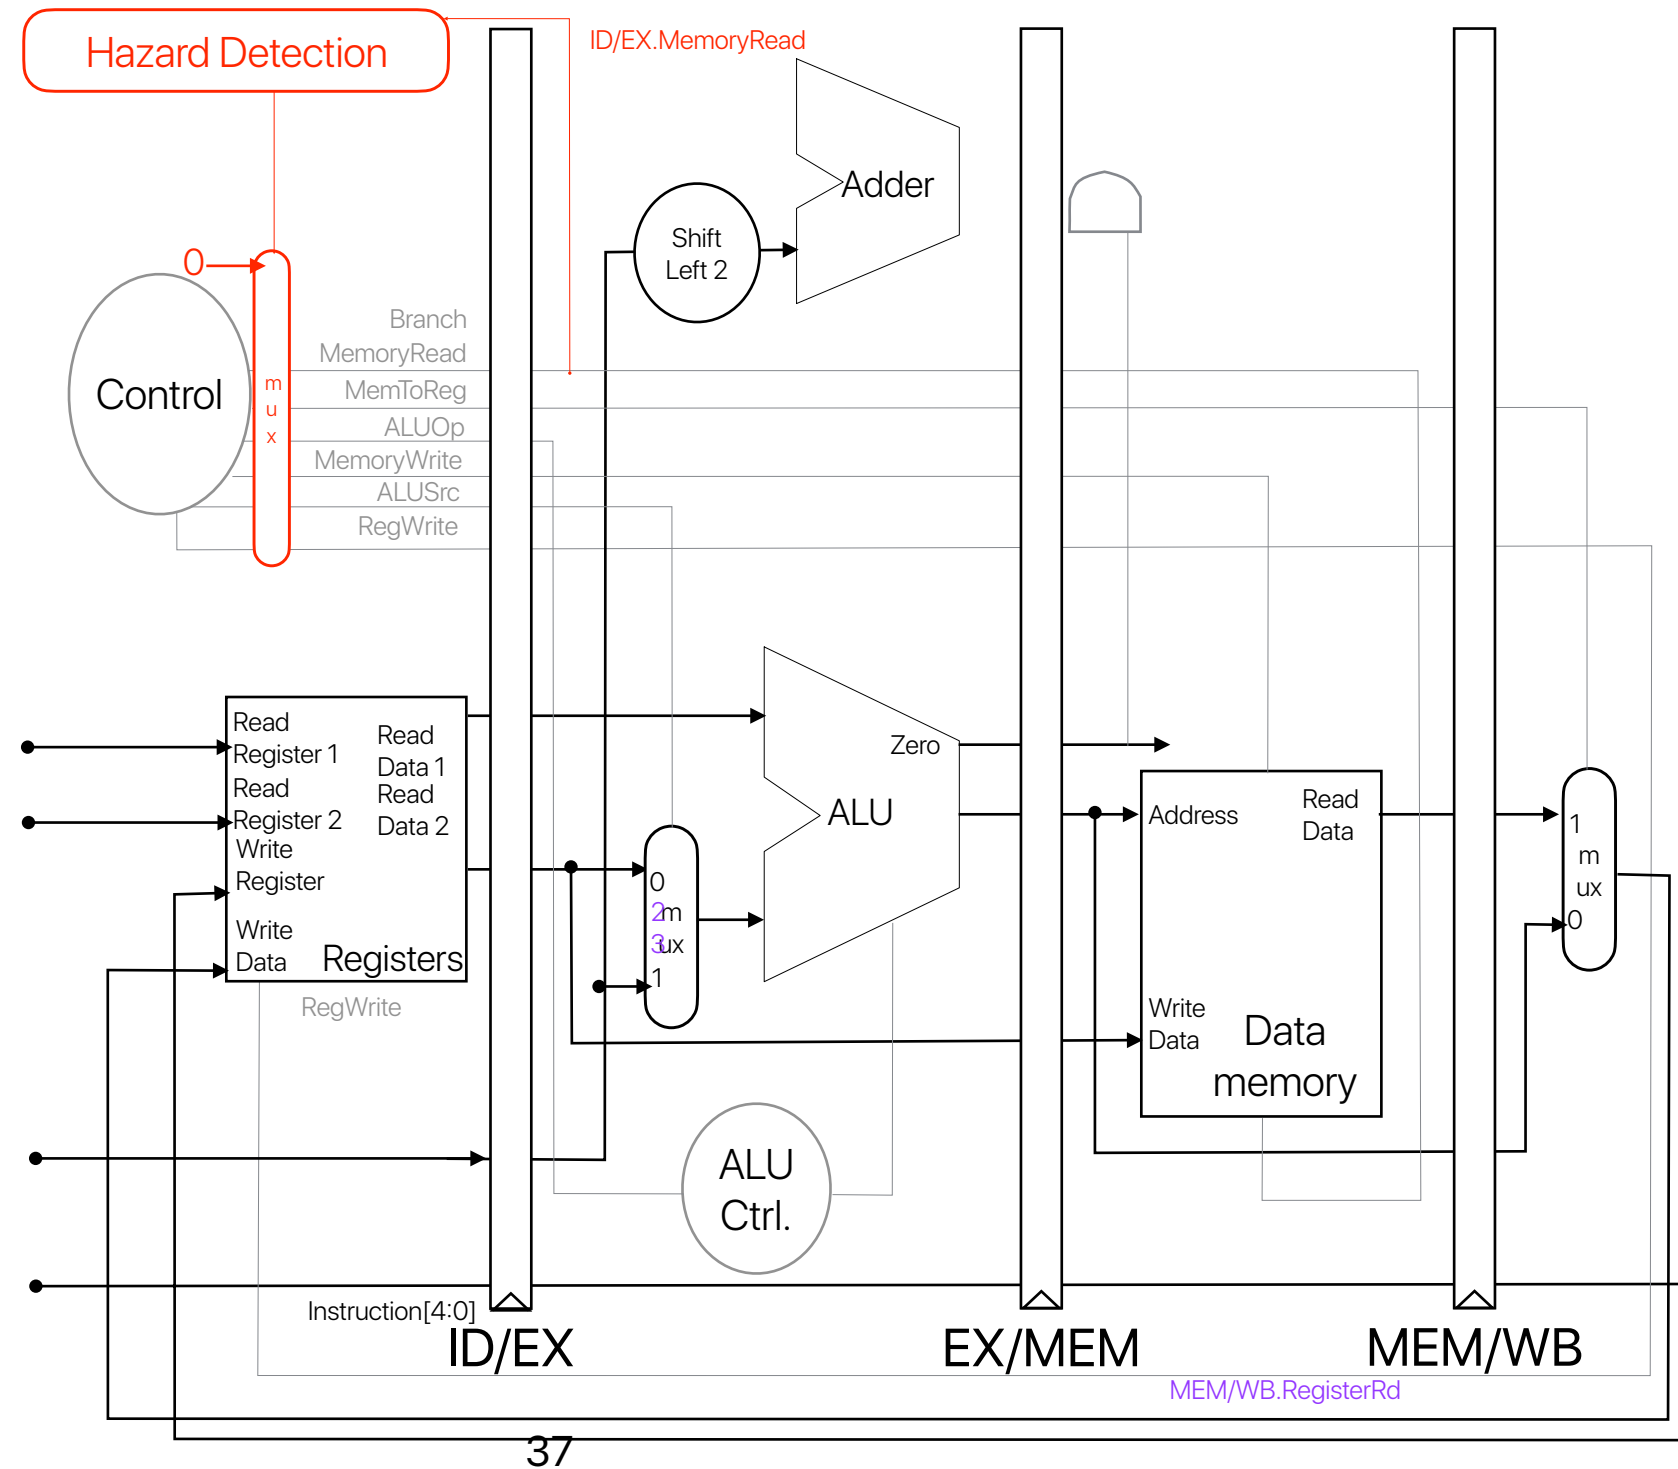 Hazard Detection
ID/EX.MemoryRead
Adder
Shift
Left 2
0
Control
m
u
x
Branch
MemoryRead
MemToReg
ALUOp
MemoryWrite
ALUSrc
RegWrite
Read
Register 1
Read
Register 2
Write
Register
Write
Data
Read
Data 1
Read
Data 2
Registers
RegWrite
0
2
m
3
ux
1
Zero
ALU
ALU
Ctrl.
Address
Read
Data
Write
Data
Data
memory
1
m
ux
0
Instruction[4:0]
ID/EX
EX/MEM
MEM/WB
MEM/WB.RegisterRd
37